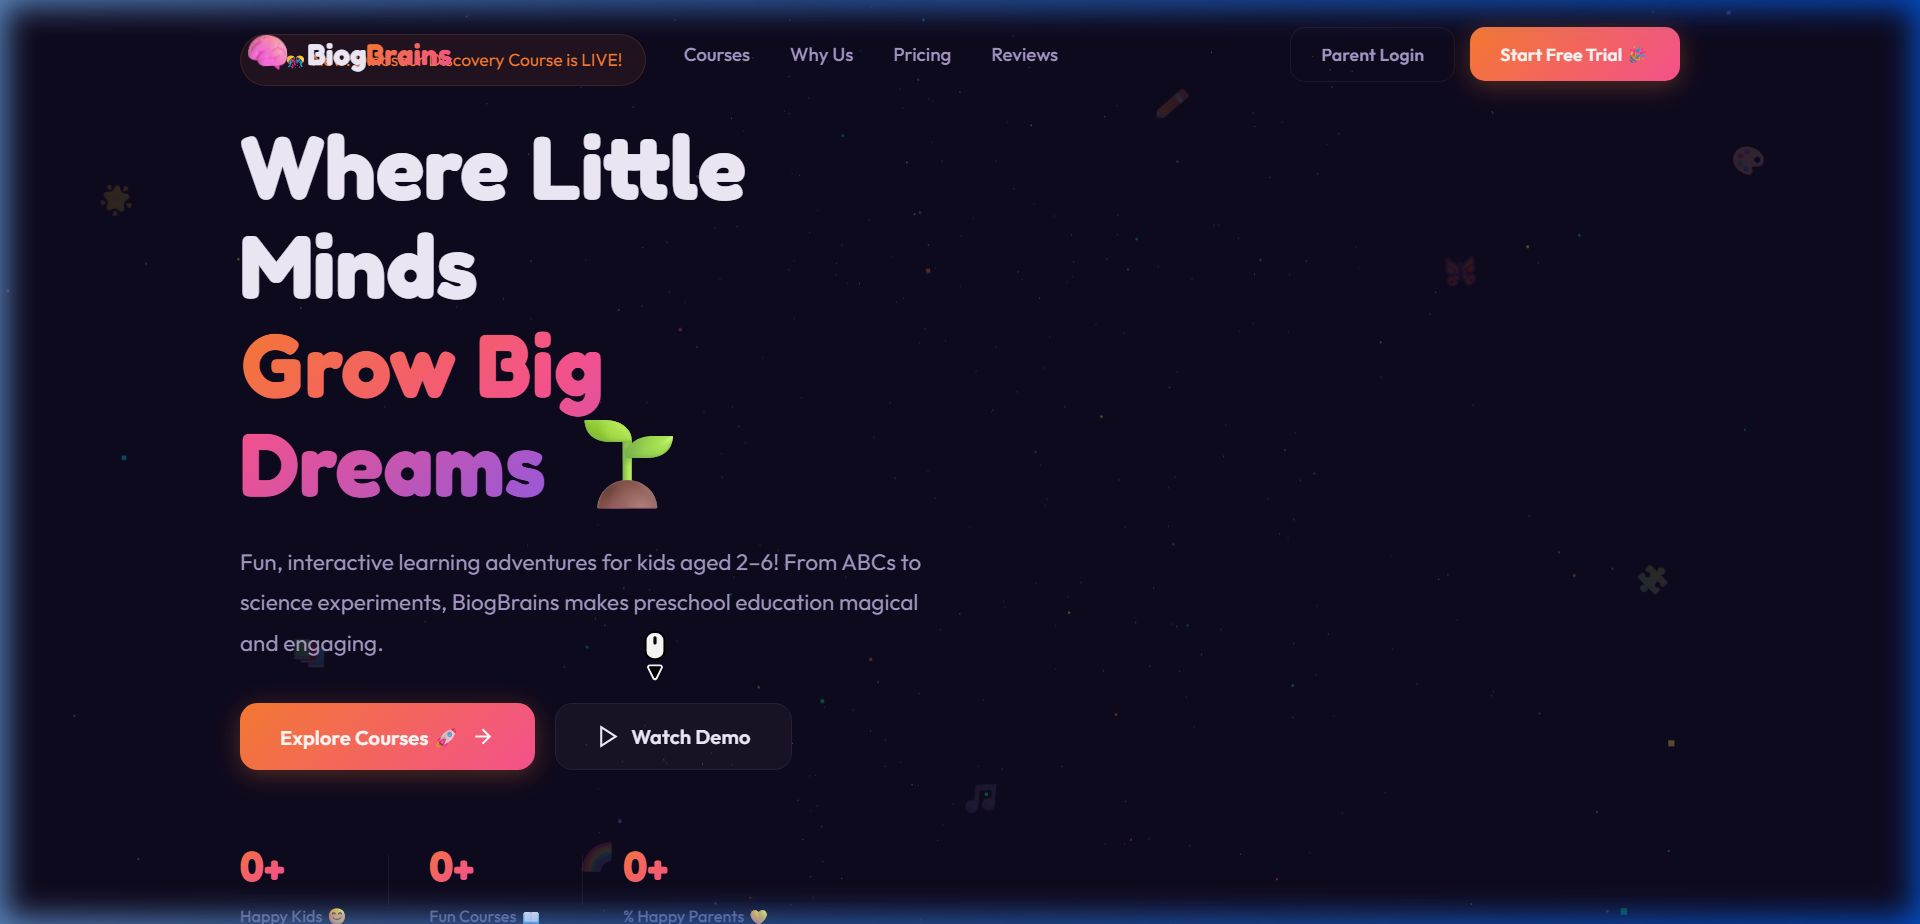 BiogBrains
Discovery Course is LIVE!
Courses
Why Us
Pricing
Reviews
Parent Login
Start Free Trial
Where Little
Minds
Grow Big
Dreams
Fun, interactive learning adventures for kids aged 2–6! From ABCs to
science experiments, BiogBrains makes preschool education magical
and engaging.
Explore Courses
Watch Demo
0+
0+
0+
Happy Kids
Fun Courses
% Happy Parents